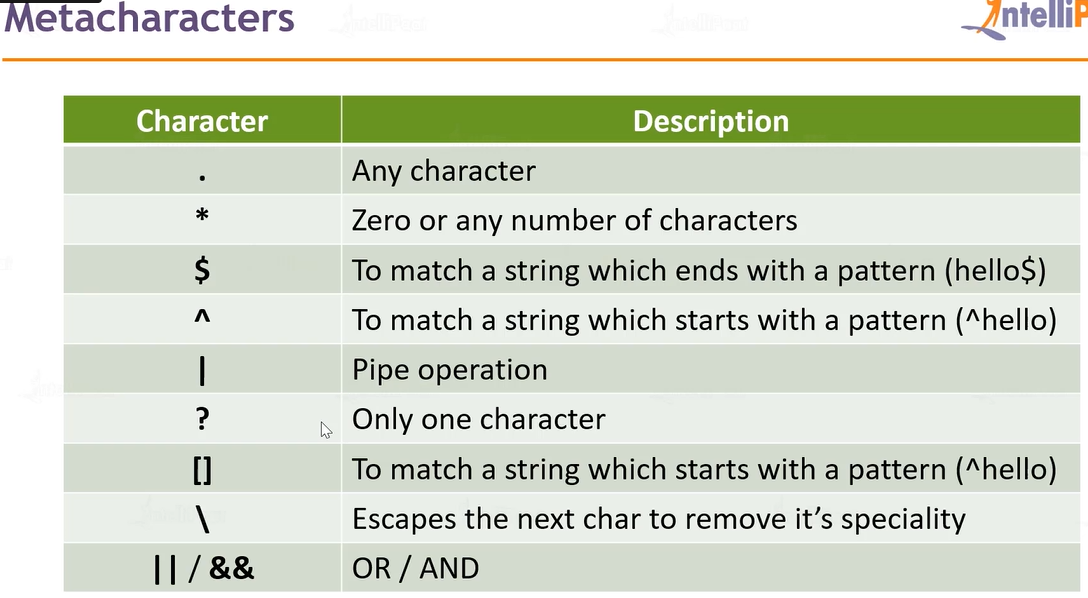 Metacharacters
IntelliP
Character Description
. Any character
* Zero or any number of characters
$ To match a string which ends with a pattern (hello$)
^ To match a string which starts with a pattern (^hello)
| Pipe operation
? Only one character
[] To match a string which starts with a pattern (^hello)
\ Escapes the next char to remove it’s speciality
|| / && OR / AND